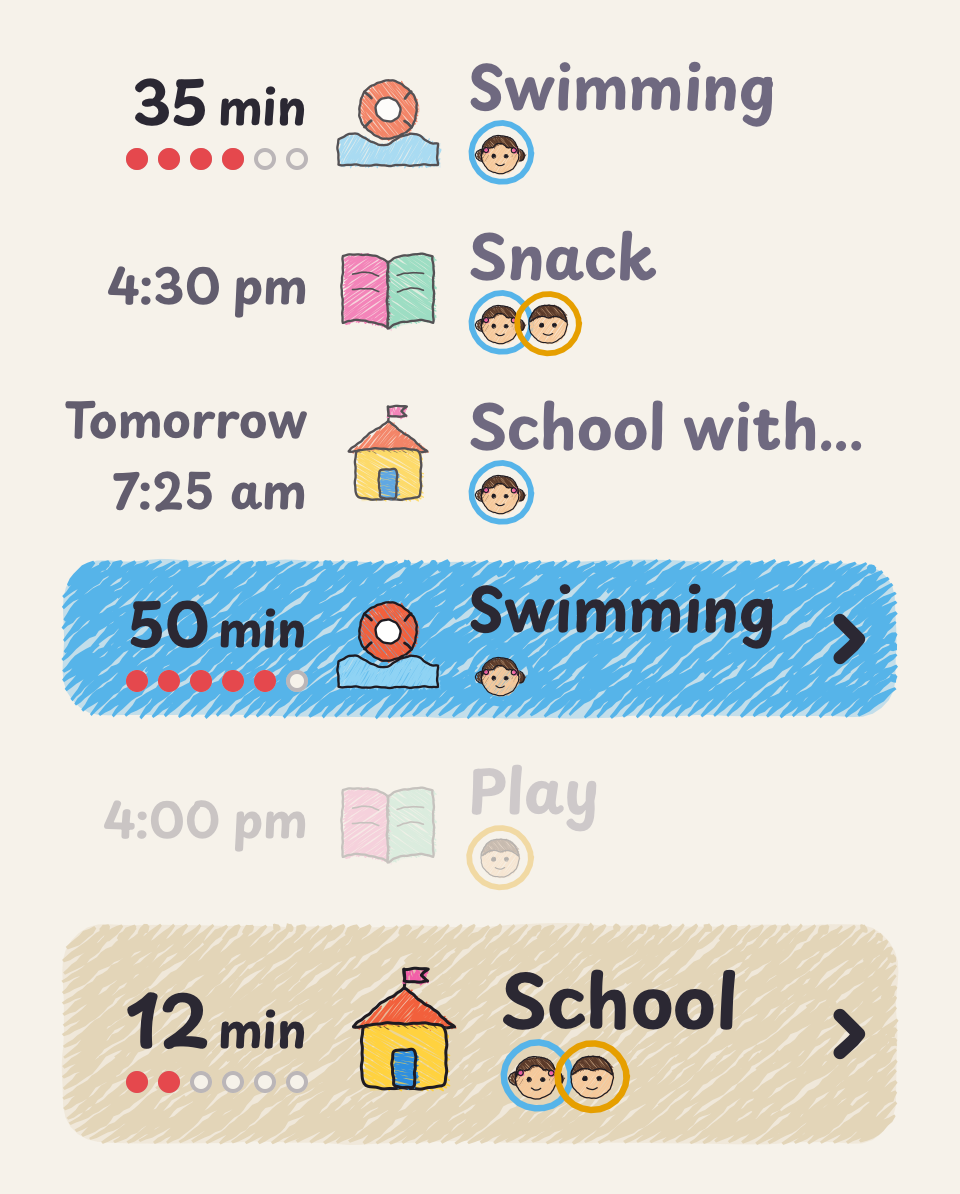 35 min
Swimming
4:30 pm
Snack
Tomorrow
7:25 am
School with...
50 min
Swimming
4:00 pm
Play
12 min
School